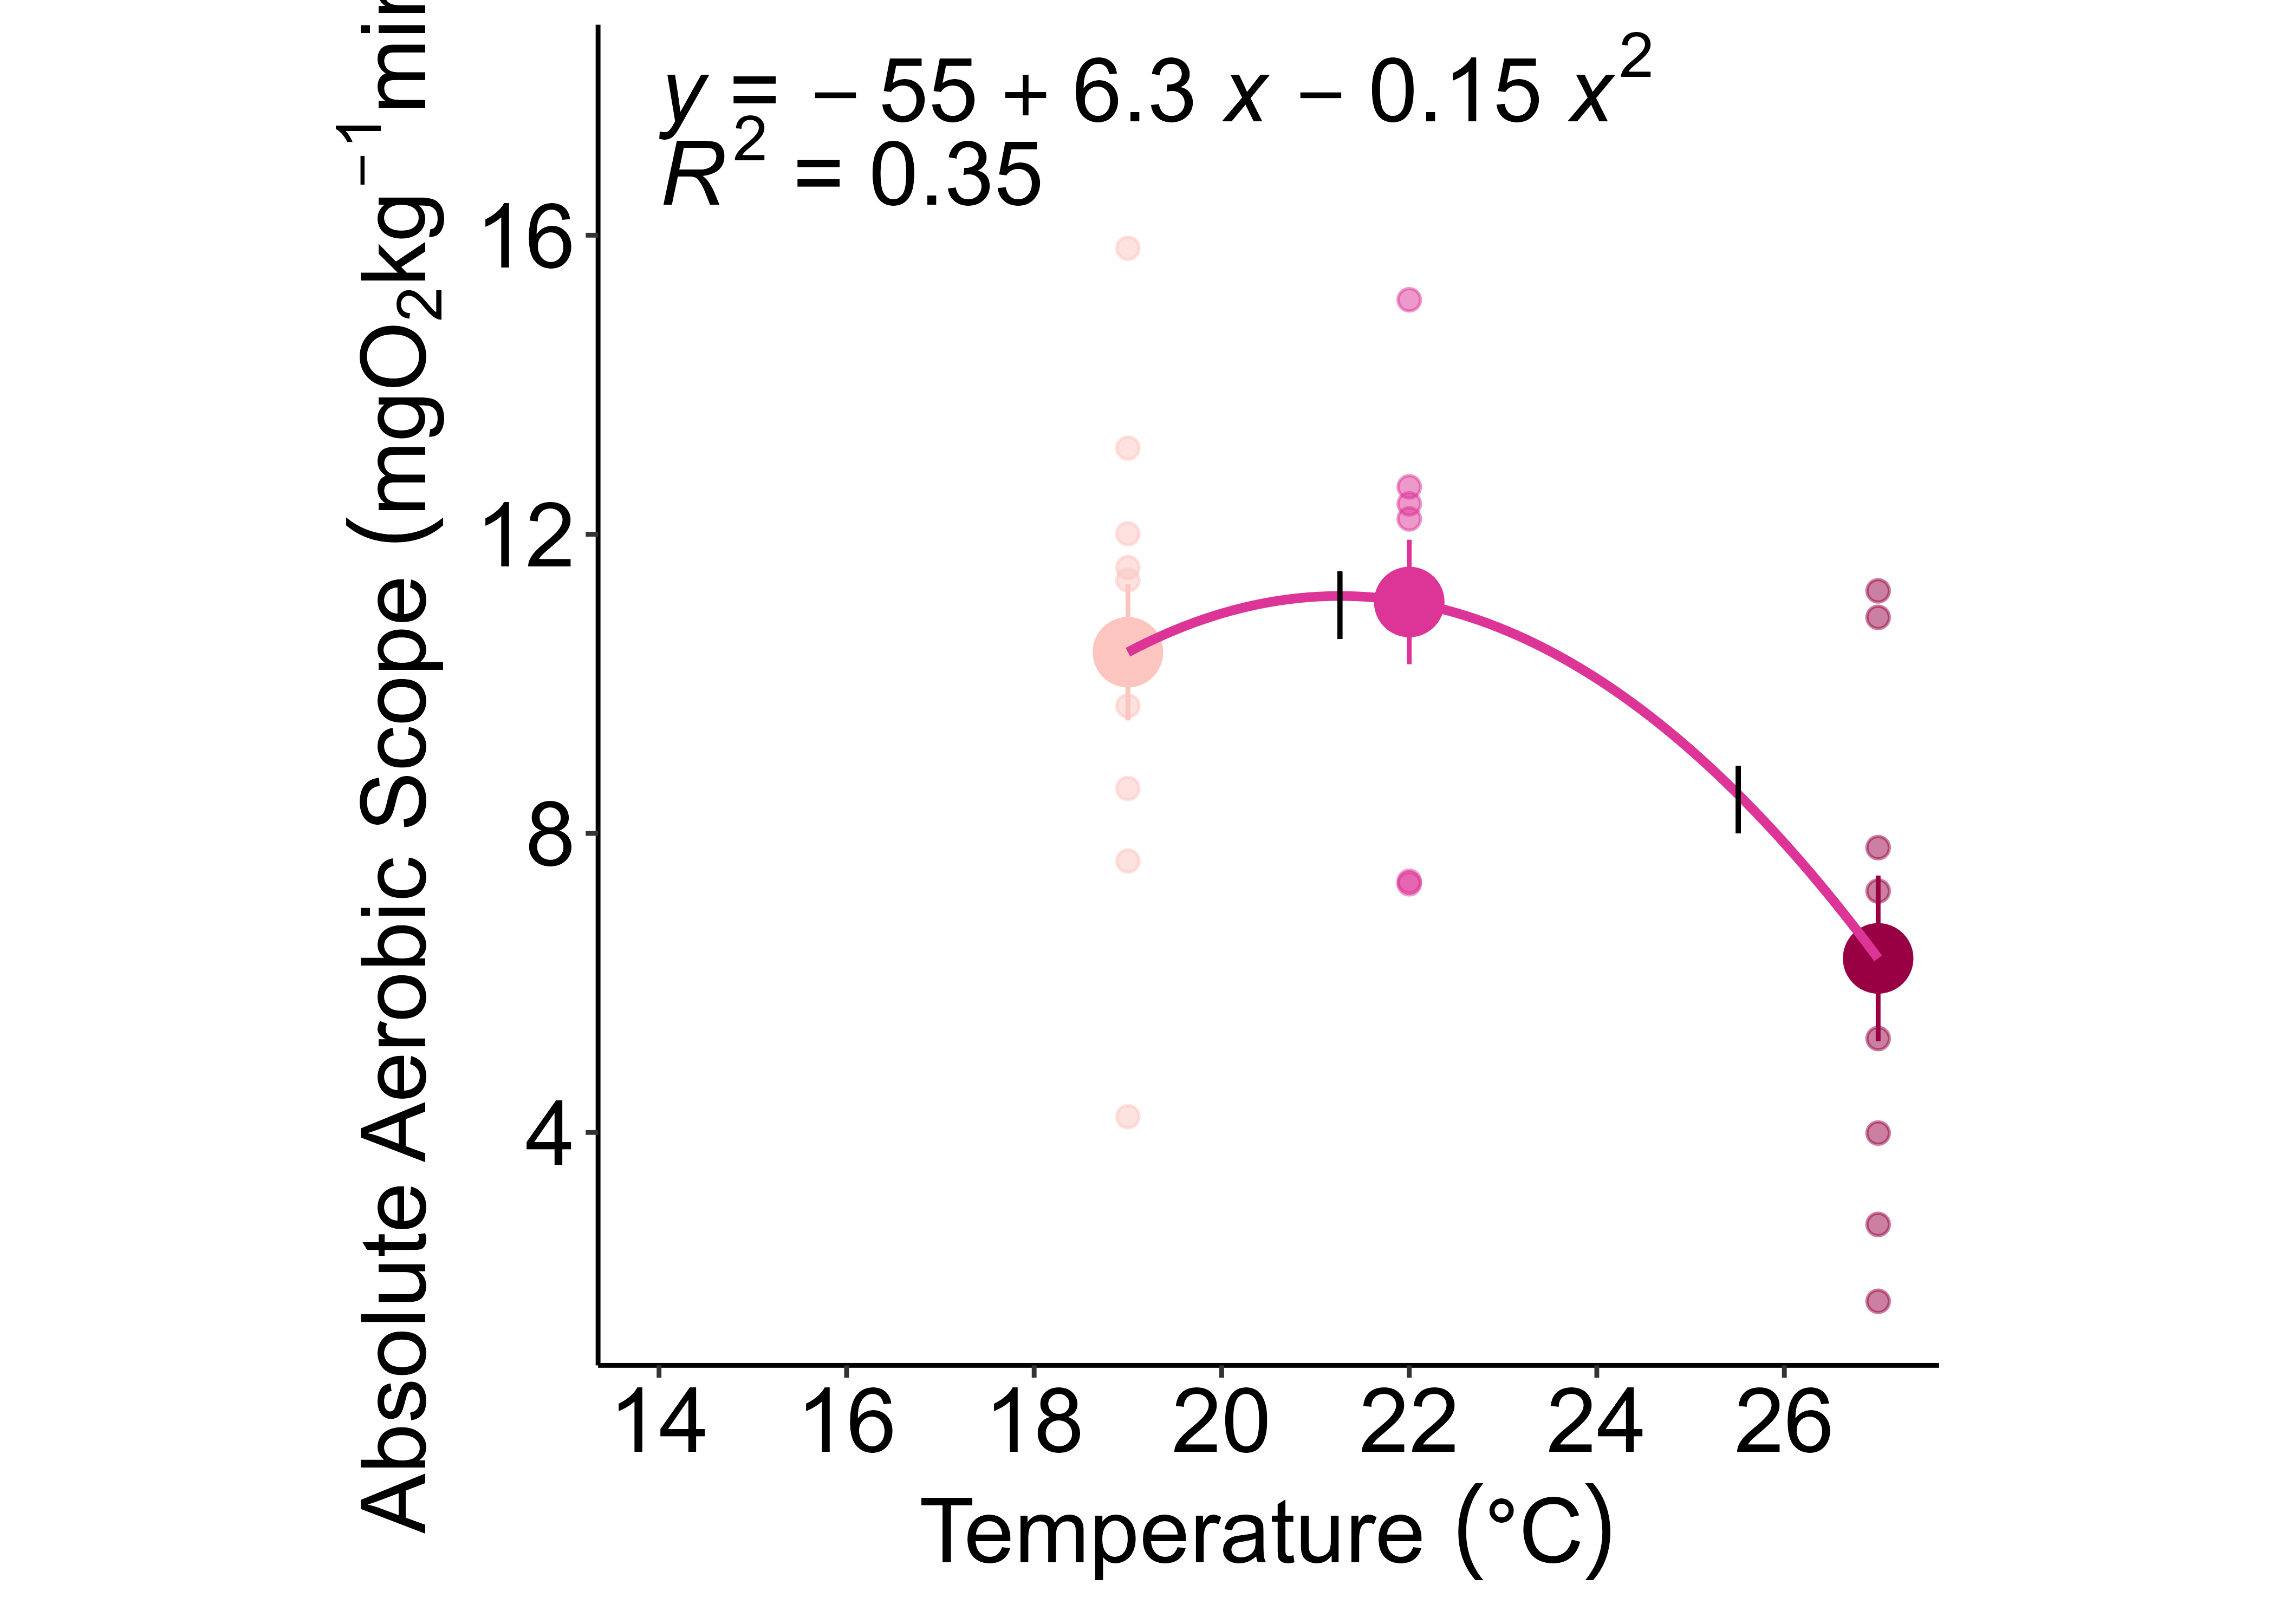 y = − 55 + 6.3 x − 0.15 x²
R² = 0.35
Absolute Aerobic Scope (mgO₂kg⁻¹
16
12
8
4
14 16 18 20 22 24 26
Temperature (°C)